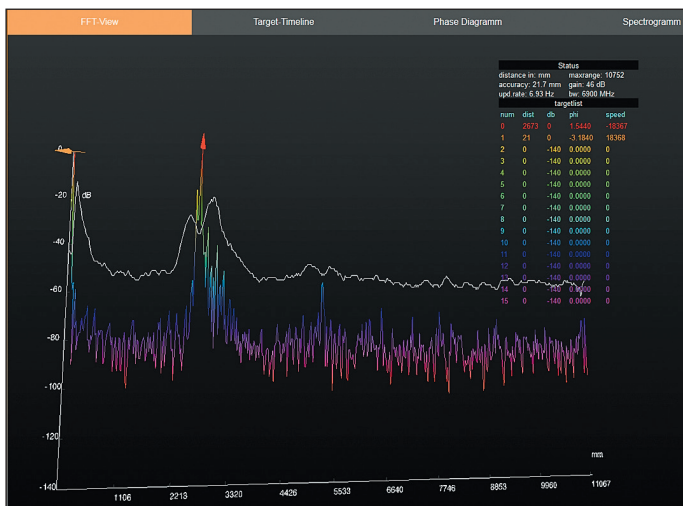 FFT-View Target-Timeline Phase Diagramm Spectrogramm
Status
distance in: mm maxrange: 10752
accuracy: 21.7 mm gain: 46 dB
upd.rate: 6.93 Hz bw: 6900 MHz
targetlist
num dist db phi speed
0 2673 0 1.5440 -18367
1 21 0 -3.1840 18368
2 0 -140 0.0000 0
3 0 -140 0.0000 0
4 0 -140 0.0000 0
5 0 -140 0.0000 0
6 0 -140 0.0000 0
7 0 -140 0.0000 0
8 0 -140 0.0000 0
9 0 -140 0.0000 0
10 0 -140 0.0000 0
11 0 -140 0.0000 0
12 0 -140 0.0000 0
13 0 -140 0.0000 0
14 0 -140 0.0000 0
15 0 -140 0.0000 0
0
-20 dB
-40
-60
-80
-100
-120
-140
mm
1106 2213 3320 4426 5533 6640 7746 8853 9960 11067